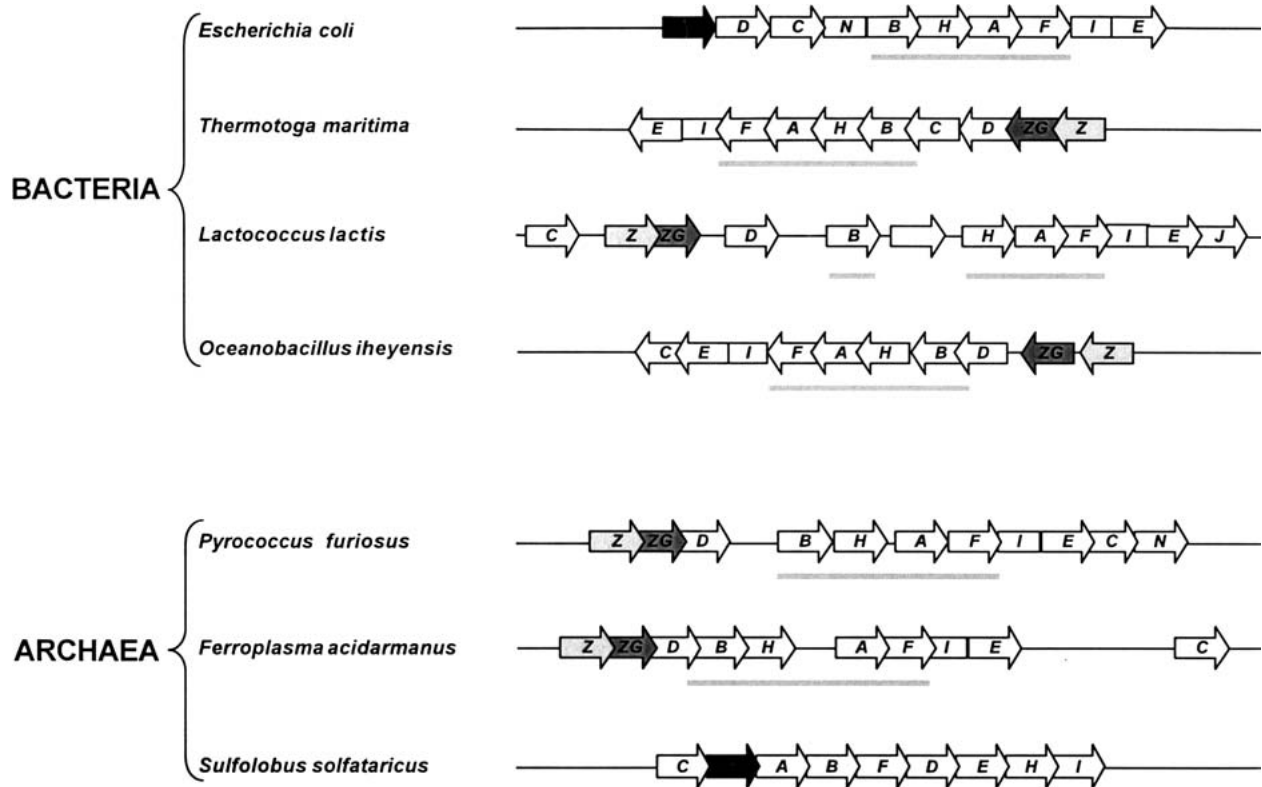 Escherichia coli
D C N B H A F I E
Thermotoga maritima
E I F A H B C D ZG Z
BACTERIA
Lactococcus lactis
C Z ZG D B H A F I E J
Oceanobacillus iheyensis
C E I F A H B D ZG Z
Pyrococcus furiosus
Z ZG D B H A F I E C N
ARCHAEA
Ferroplasma acidarmanus
Z ZG D B H A F I E C
Sulfolobus solfataricus
C A B F D E H I